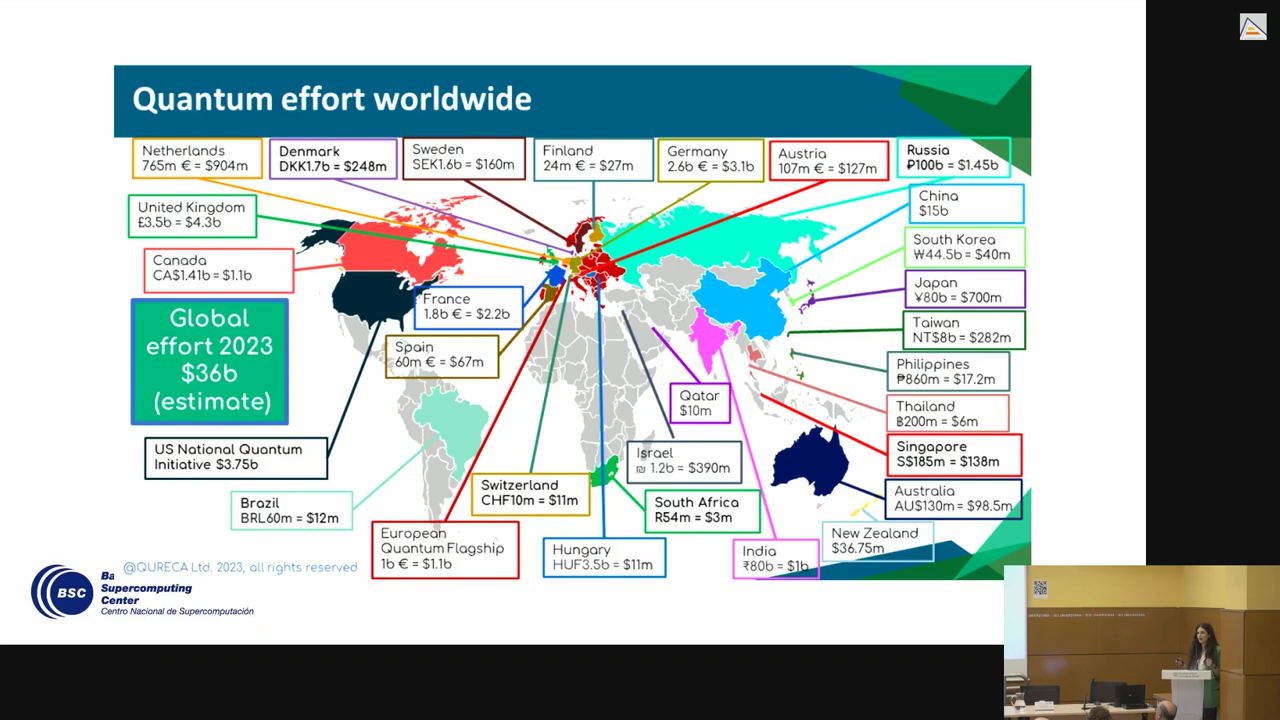 Quantum effort worldwide
Netherlands
765m € = $904m
Denmark
DKK1.7b = $248m
Sweden
SEK1.6b = $160m
Finland
24m € = $27m
Germany
2.6b € = $3.1b
Austria
107m € = $127m
Russia
₽100b = $1.45b
United Kingdom
£3.5b = $4.3b
China
$15b
Canada
CA$1.41b = $1.1b
South Korea
₩44.5b = $40m
France
1.8b € = $2.2b
Japan
¥80b = $700m
Global
effort 2023
$36b
(estimate)
Spain
60m € = $67m
Taiwan
NT$8b = $282m
Philippines
₱860m = $17.2m
Qatar
$10m
Thailand
฿200m = $6m
US National Quantum
Initiative $3.75b
Israel
₪ 1.2b = $390m
Singapore
S$185m = $138m
Switzerland
CHF10m = $11m
Australia
AU$130m = $98.5m
Brazil
BRL60m = $12m
South Africa
R54m = $3m
European
Quantum Flagship
1b € = $1.1b
Hungary
HUF3.5b = $11m
India
₹80b = $1b
New Zealand
$36.75m
@QURECA Ltd. 2023, all rights reserved
BSC
Ba
Supercomputing
Center
Centro Nacional de Supercomputación